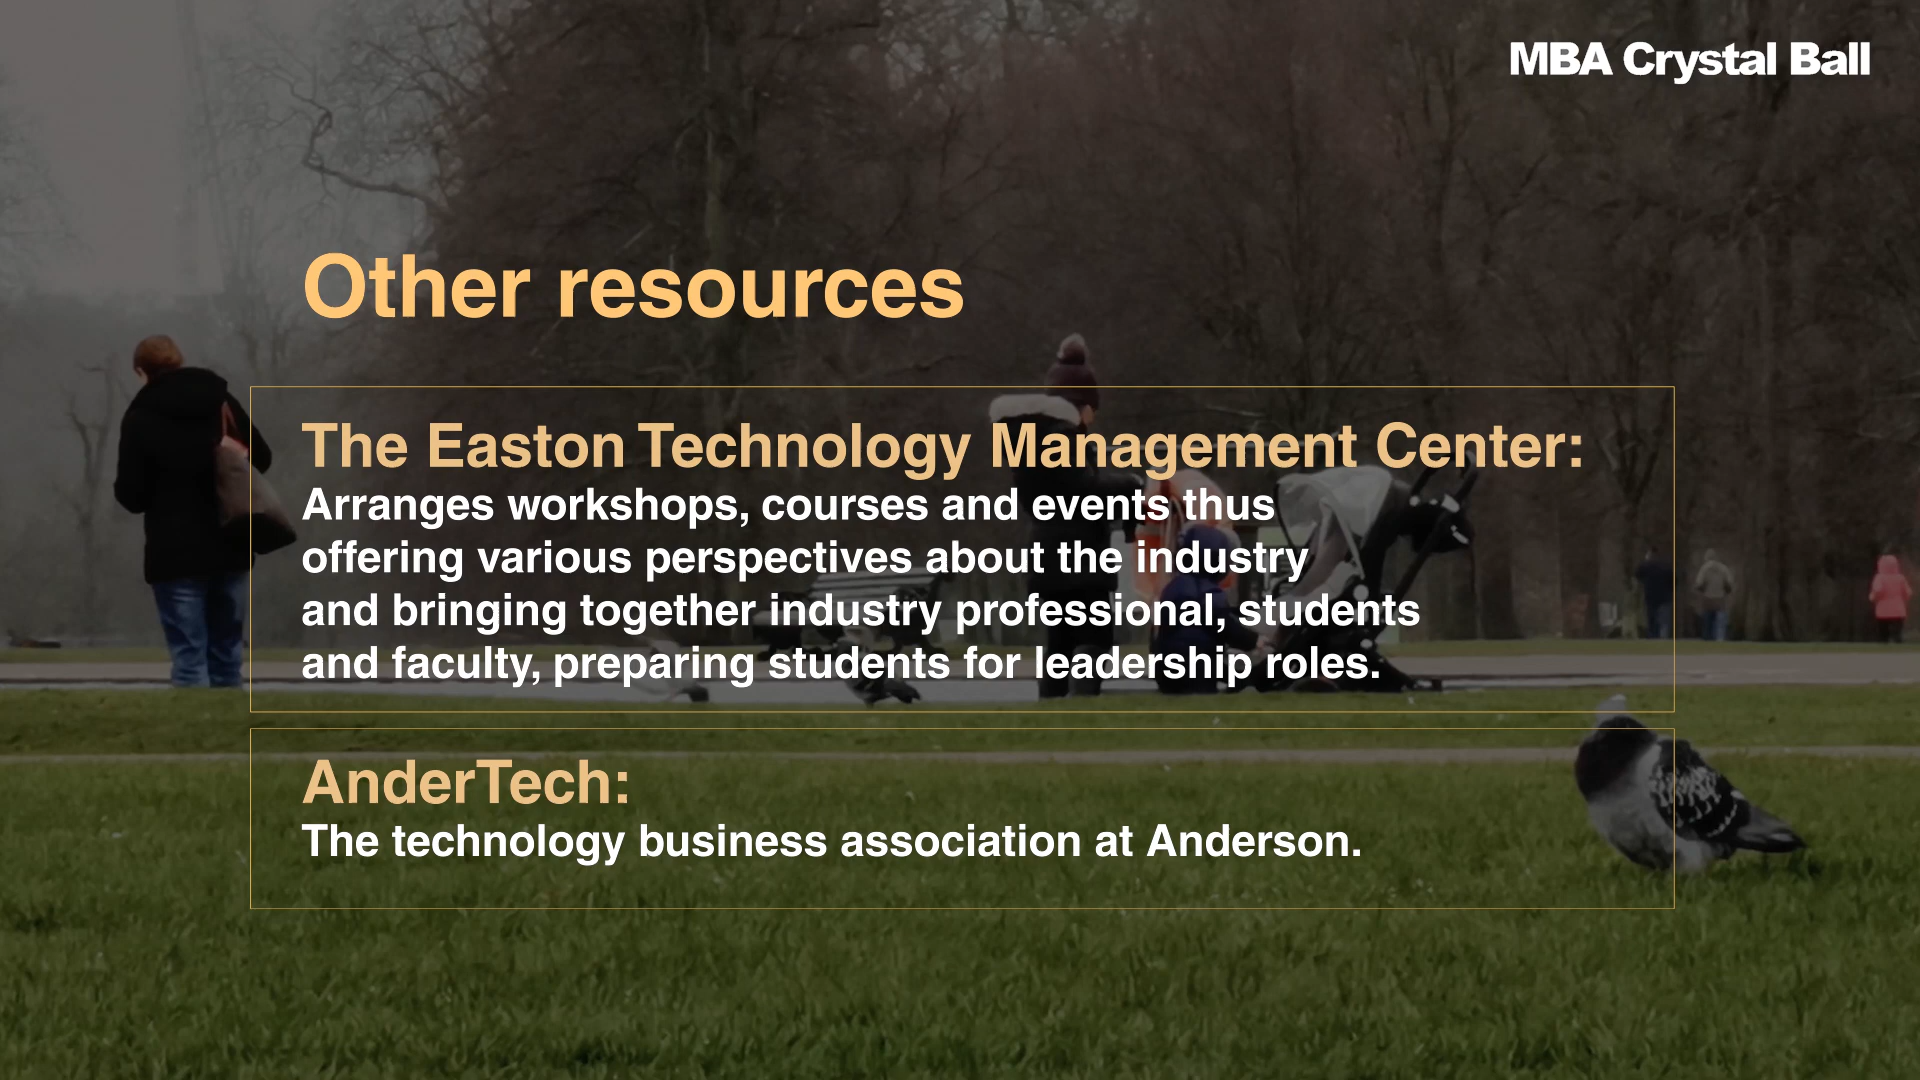 MBA Crystal Ball
Other resources
The Easton Technology Management Center:
Arranges workshops, courses and events thus
offering various perspectives about the industry
and bringing together industry professional, students
and faculty, preparing students for leadership roles.
AnderTech:
The technology business association at Anderson.